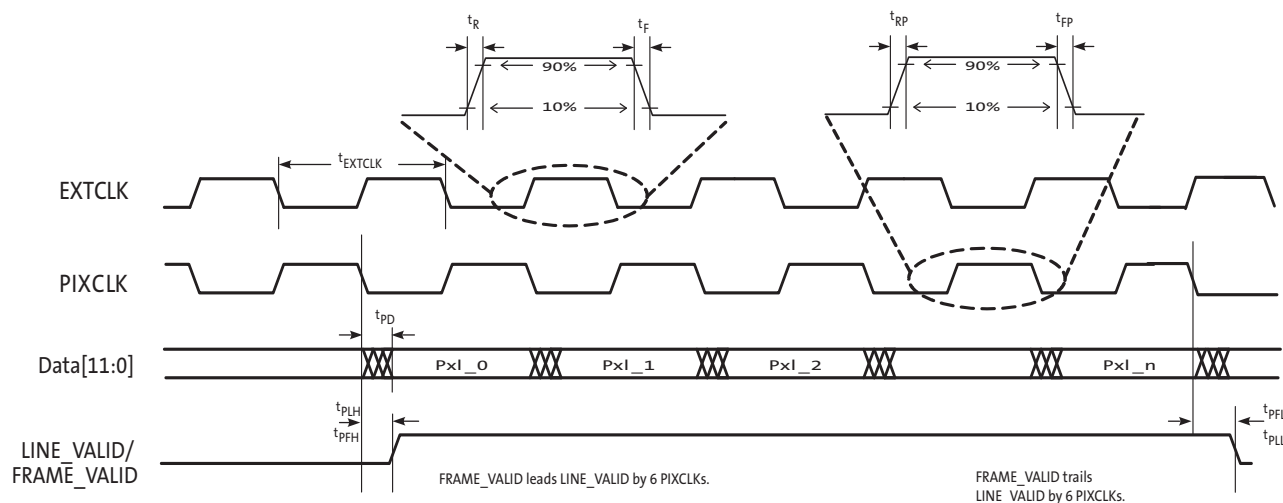 tR tF tRP tFP
90% 90%
10% 10%
tEXTCLK
EXTCLK
PIXCLK
tPD
Data[11:0] Pxl_0 Pxl_1 Pxl_2 Pxl_n
tPLH tPFL
tPFH tPLL
LINE_VALID/
FRAME_VALID
FRAME_VALID leads LINE_VALID by 6 PIXCLKs.
FRAME_VALID trails
LINE_VALID by 6 PIXCLKs.